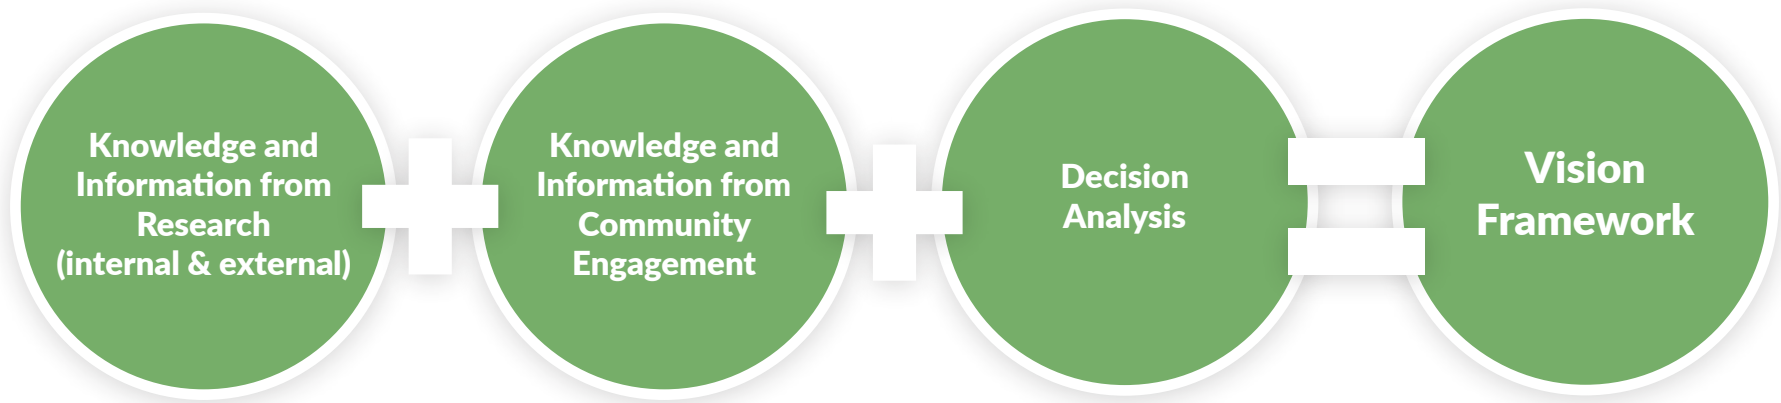 Knowledge and
Information from
Research
(internal & external)
Knowledge and
Information from
Community
Engagement
Decision
Analysis
Vision
Framework